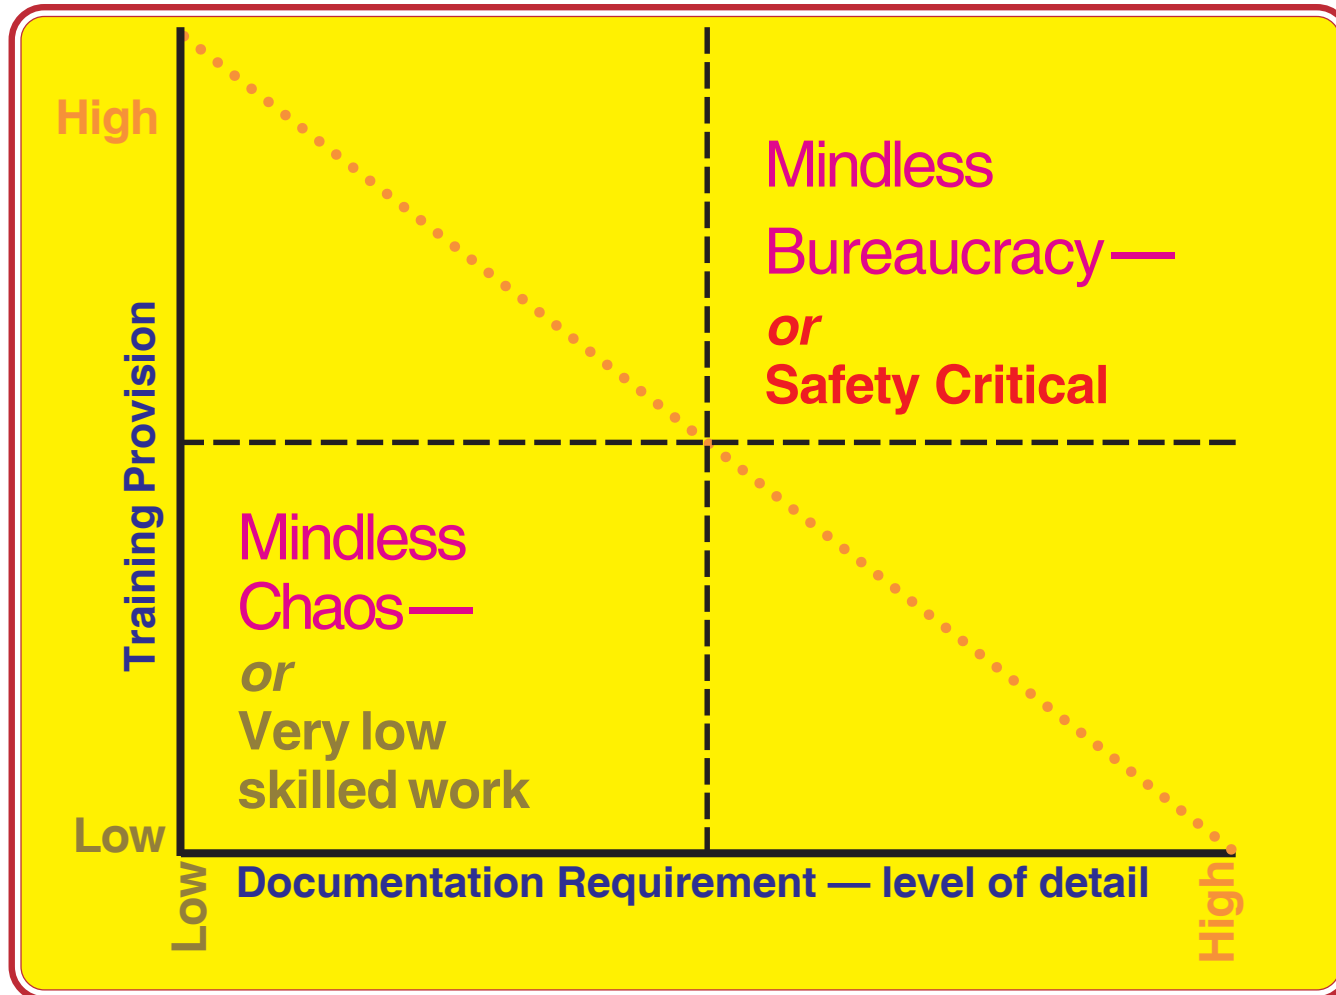 High
Mindless
Bureaucracy—
or
Safety Critical
Training Provision
Mindless
Chaos—
or
Very low
skilled work
Low
Low
Documentation Requirement — level of detail
High